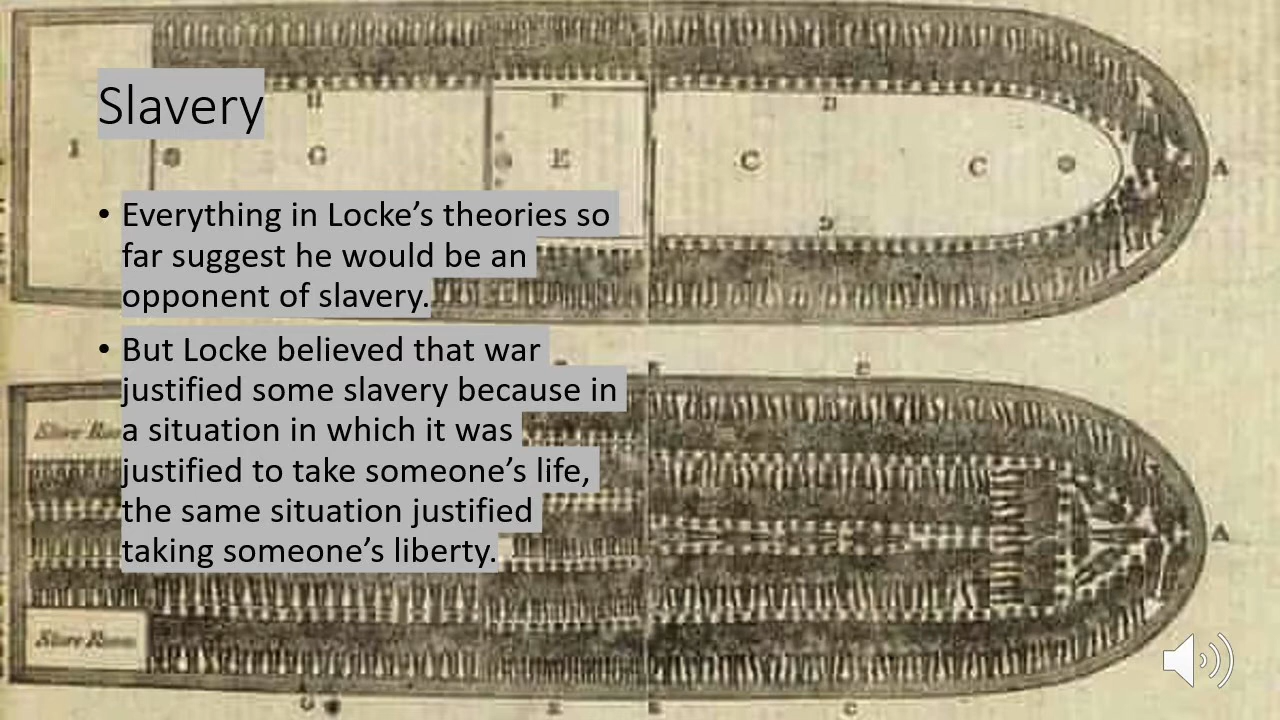 Slavery
H
F
D
I
G
E
C
C
A
D
• Everything in Locke’s theories so
far suggest he would be an
opponent of slavery.
• But Locke believed that war
justified some slavery because in
a situation in which it was
justified to take someone’s life,
the same situation justified
taking someone’s liberty.
A
Store Room